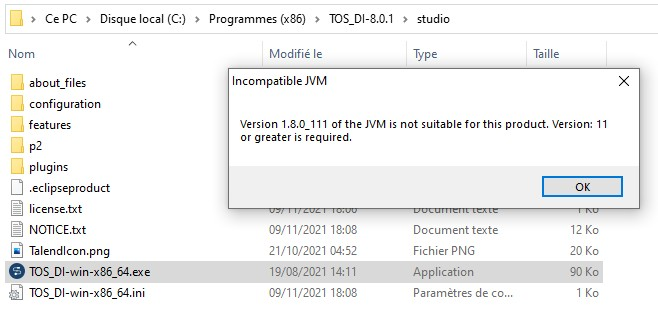 Ce PC > Disque local (C:) > Programmes (x86) > TOS_DI-8.0.1 > studio
Nom Modifié le Type Taille
about_files
Incompatible JVM
configuration
features
Version 1.8.0_111 of the JVM is not suitable for this product. Version: 11
or greater is required.
p2
plugins
.eclipseproduct
OK
license.txt 09/11/2021 18:08 Document texte 1 Ko
NOTICE.txt 09/11/2021 18:08 Document texte 12 Ko
TalendIcon.png 21/10/2021 04:52 Fichier PNG 20 Ko
TOS_DI-win-x86_64.exe 19/08/2021 14:11 Application 90 Ko
TOS_DI-win-x86_64.ini 09/11/2021 18:08 Paramètres de co... 1 Ko